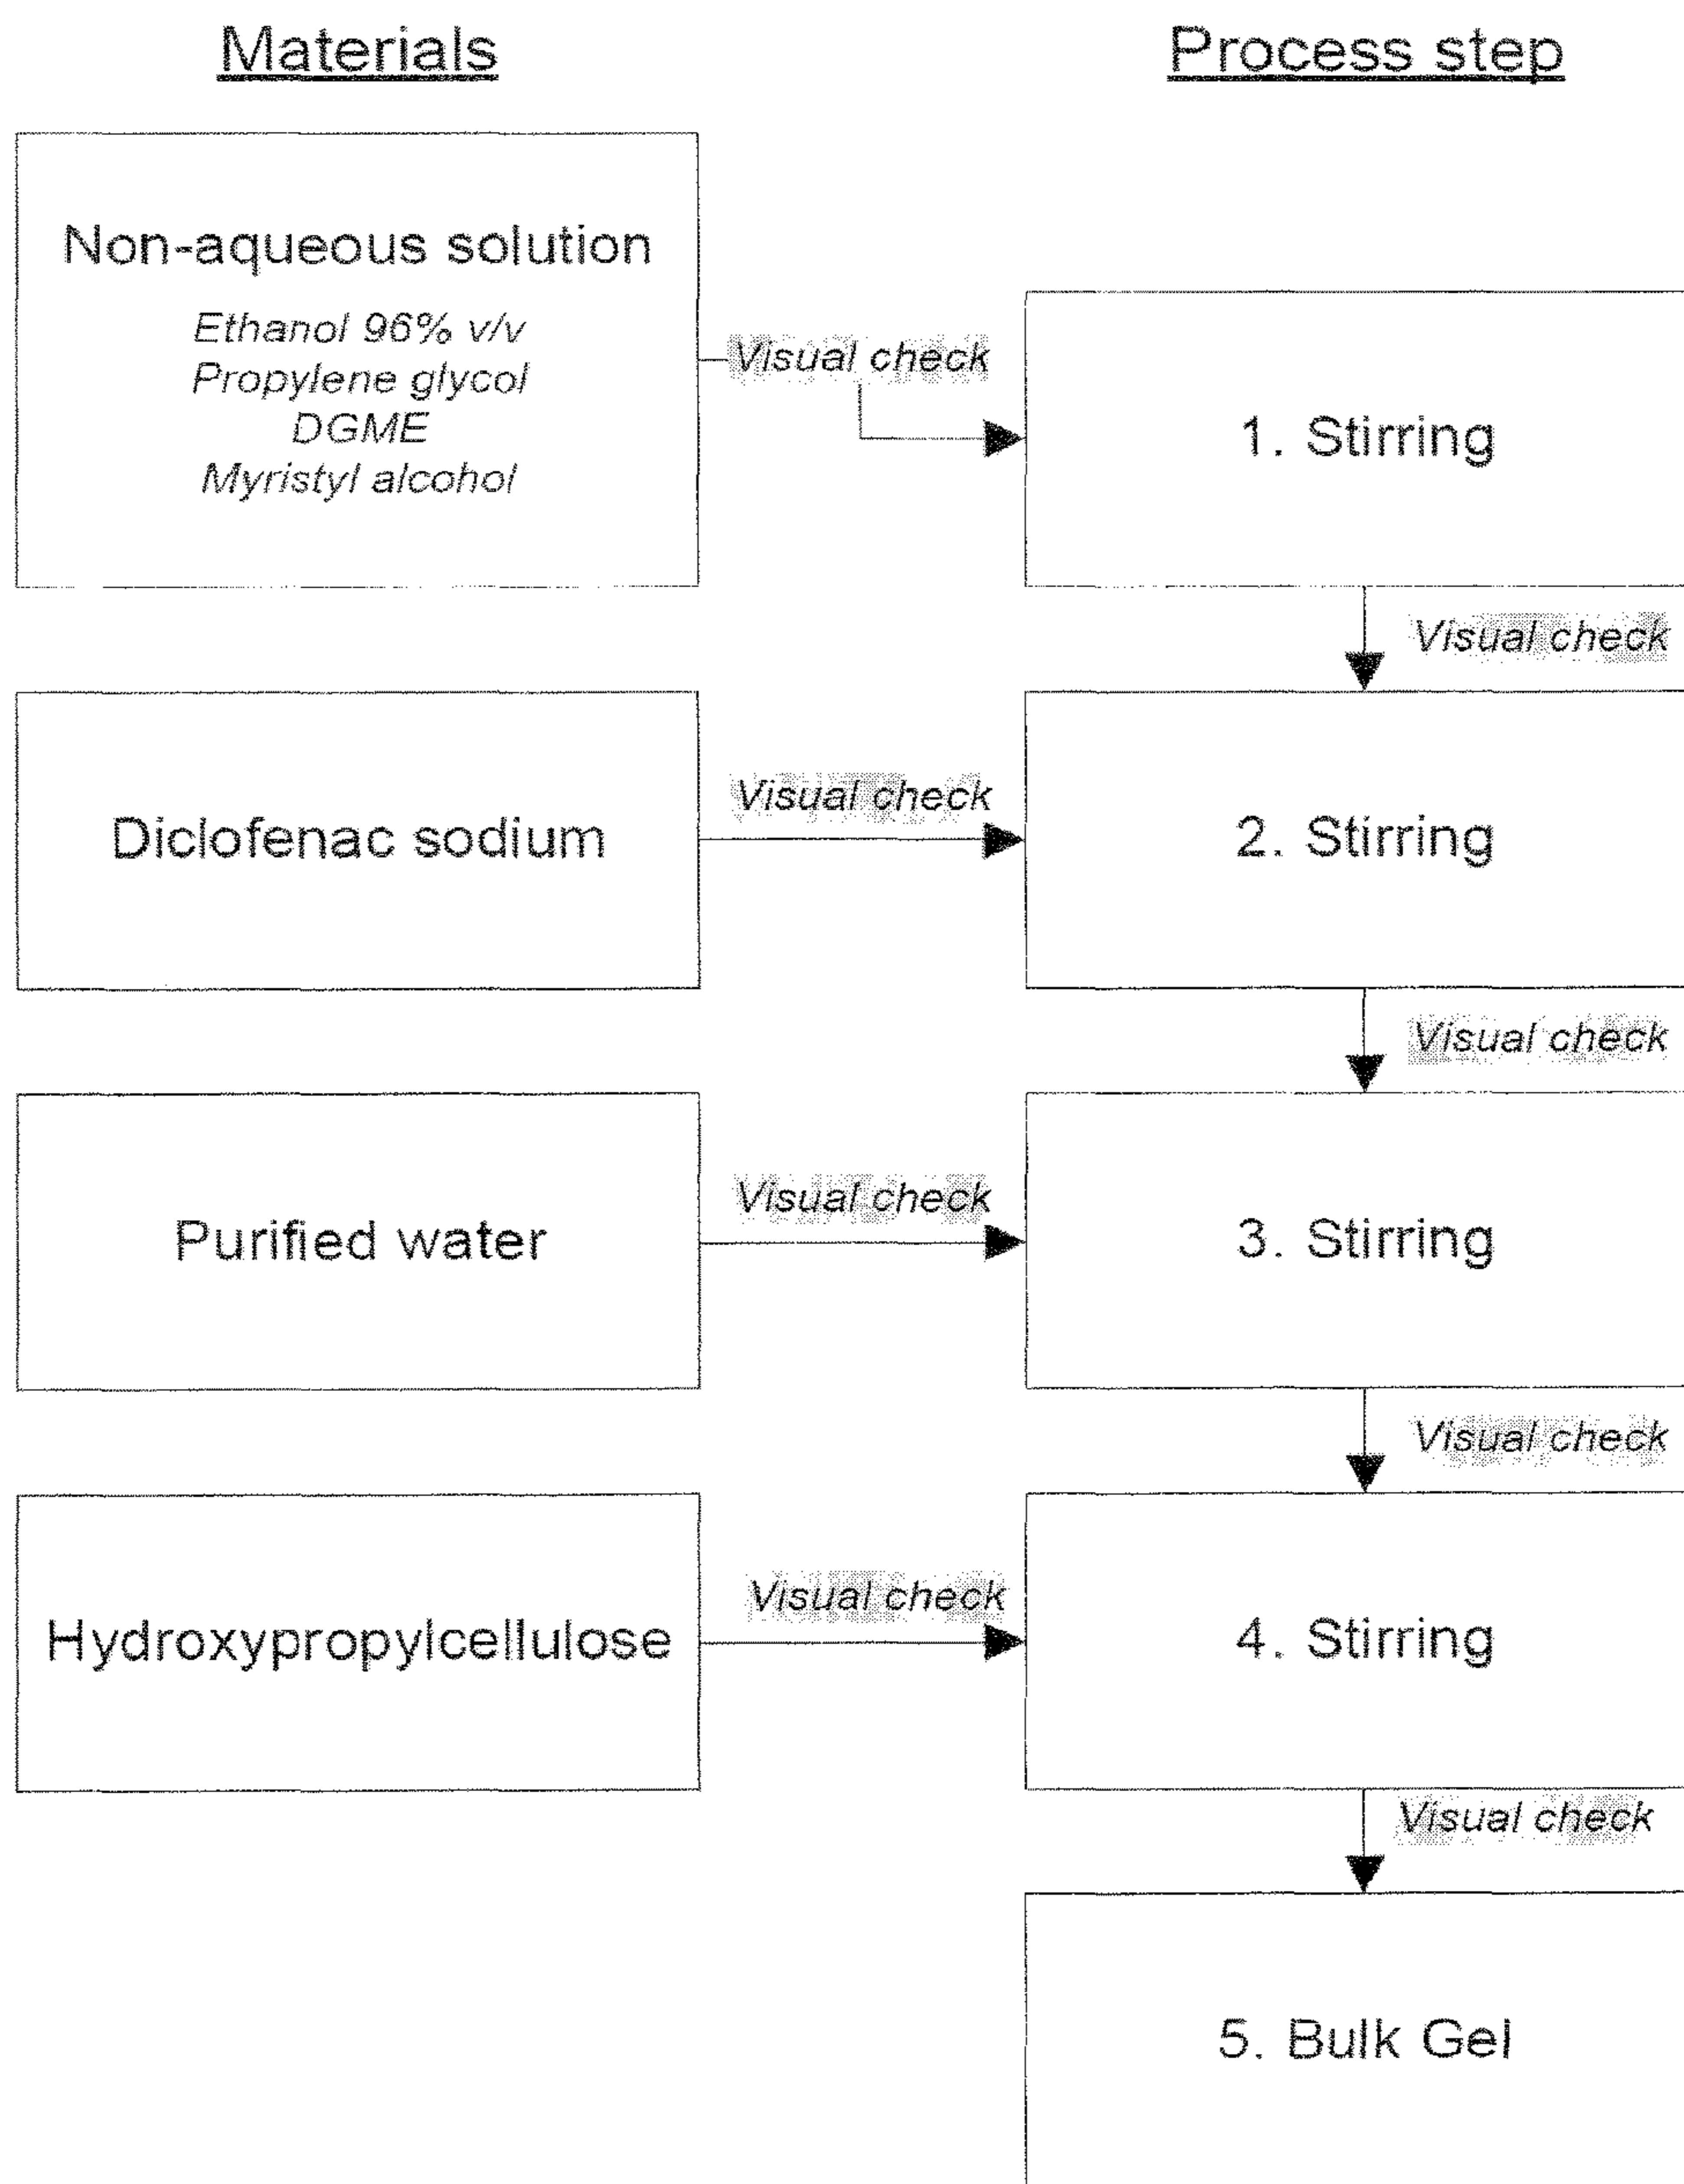 Materials
Process step
Non-aqueous solution
Ethanol 96% v/v
Propylene glycol
DGME
Myristyl alcohol
Visual check
1. Stirring
Visual check
Diclofenac sodium
Visual check
2. Stirring
Visual check
Purified water
Visual check
3. Stirring
Visual check
Hydroxypropylcellulose
Visual check
4. Stirring
Visual check
5. Bulk Gel